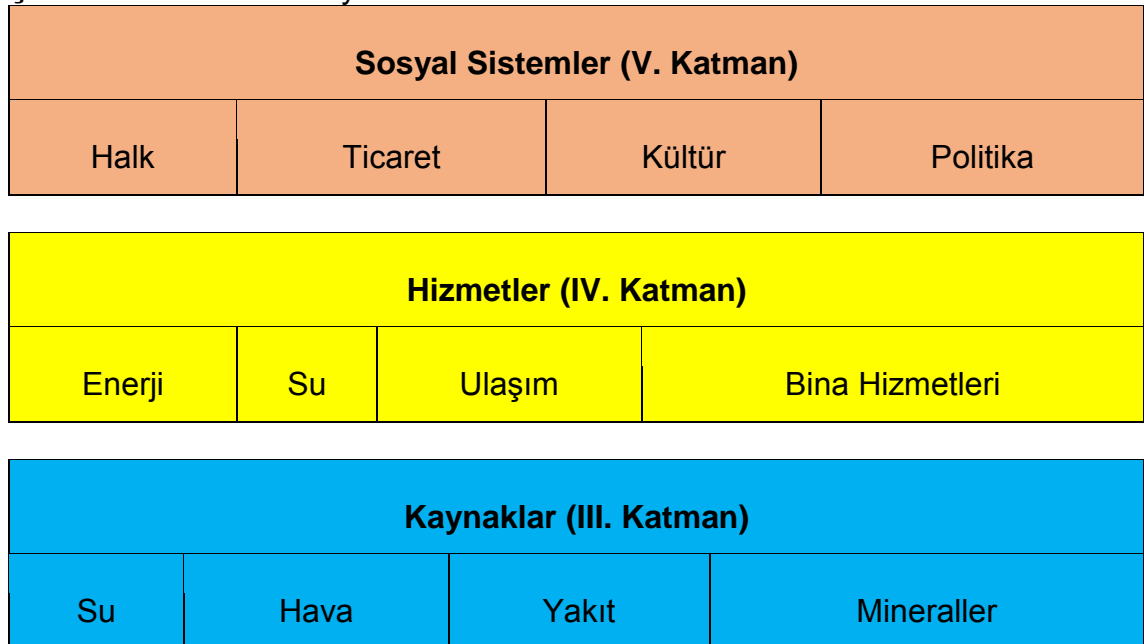 Sosyal Sistemler (V. Katman)
Halk Ticaret Kültür Politika
Hizmetler (IV. Katman)
Enerji Su Ulaşım Bina Hizmetleri
Kaynaklar (III. Katman)
Su Hava Yakıt Mineraller